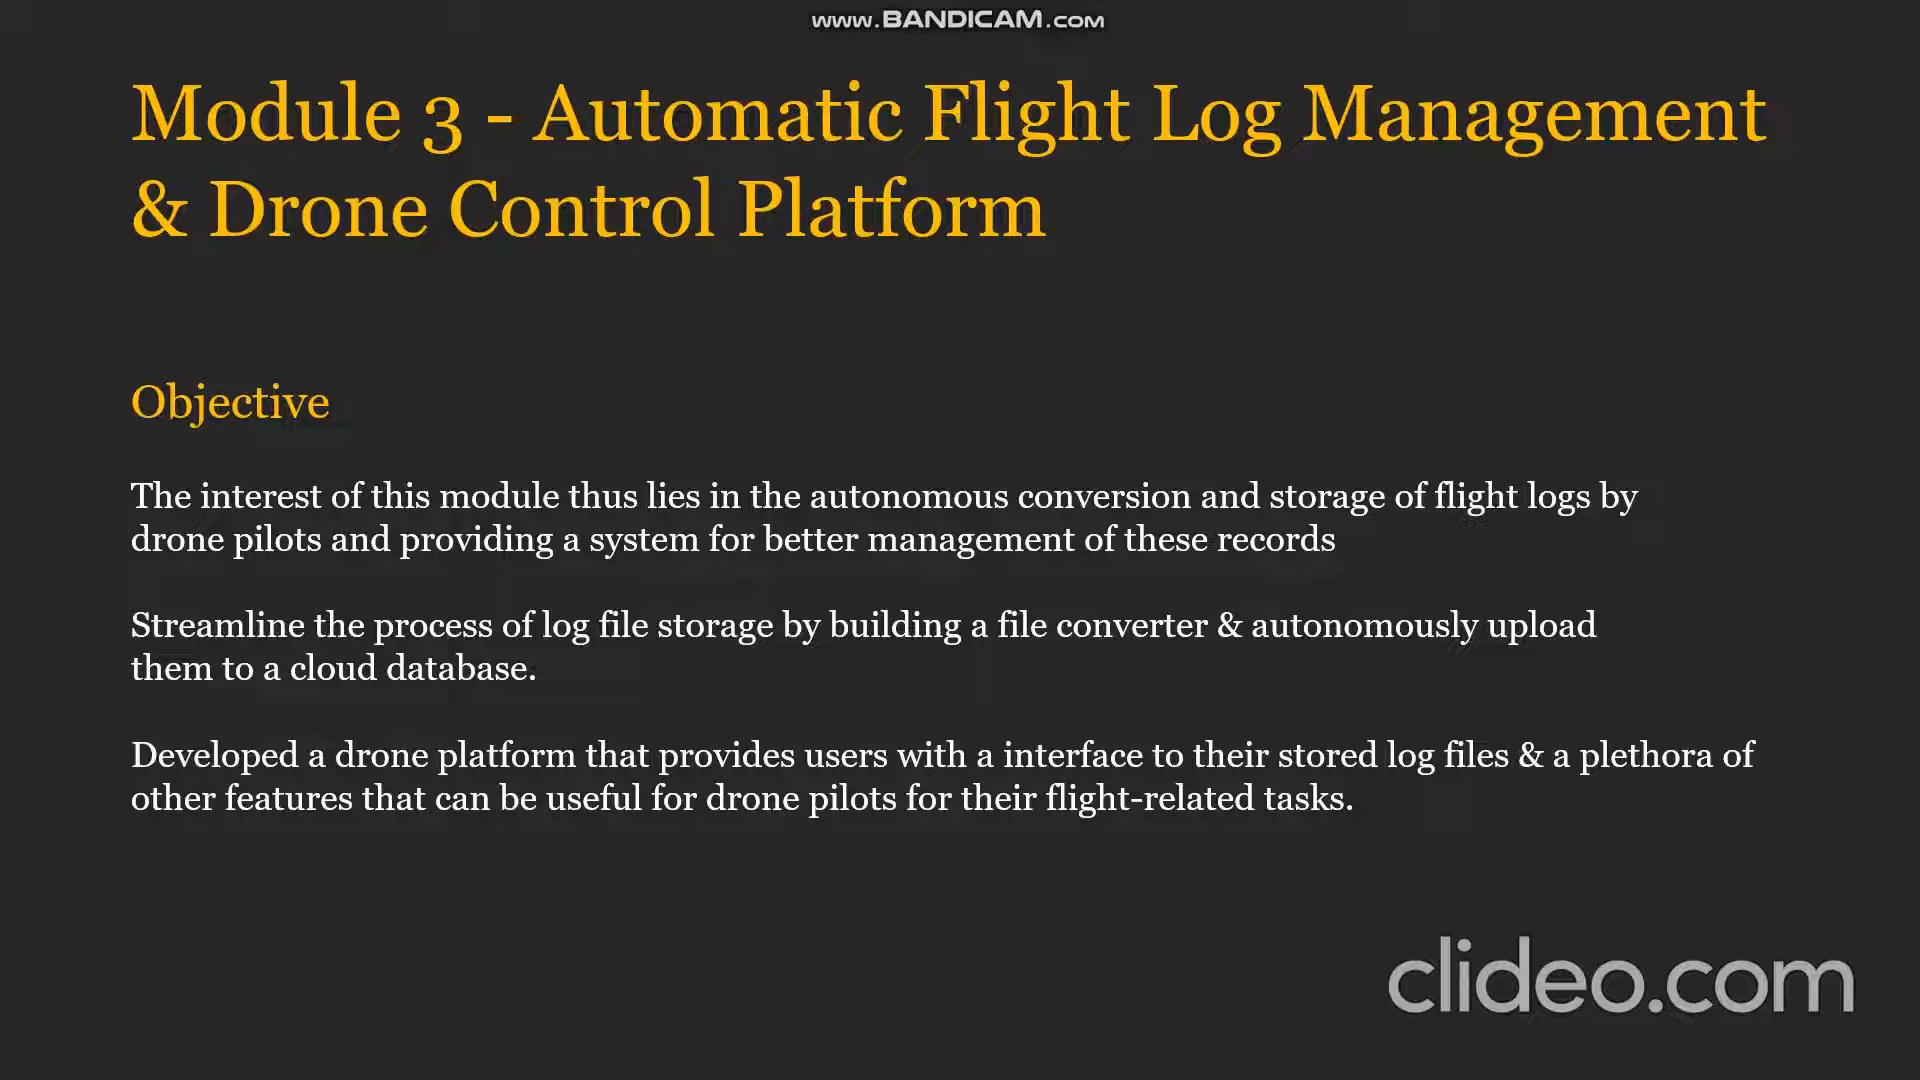 www.BANDICAM.com
Module 3 - Automatic Flight Log Management
& Drone Control Platform
Objective
The interest of this module thus lies in the autonomous conversion and storage of flight logs by
drone pilots and providing a system for better management of these records
Streamline the process of log file storage by building a file converter & autonomously upload
them to a cloud database.
Developed a drone platform that provides users with a interface to their stored log files & a plethora of
other features that can be useful for drone pilots for their flight-related tasks.
clideo.com